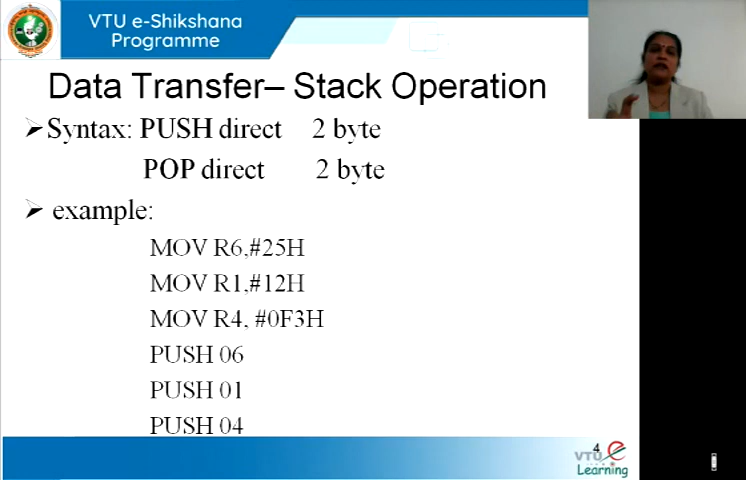 VTU e-Shikshana
Programme
Data Transfer– Stack Operation
➢Syntax: PUSH direct 2 byte
POP direct 2 byte
➢ example:
MOV R6,#25H
MOV R1,#12H
MOV R4, #0F3H
PUSH 06
PUSH 01
PUSH 04
4
VTU e
Learning